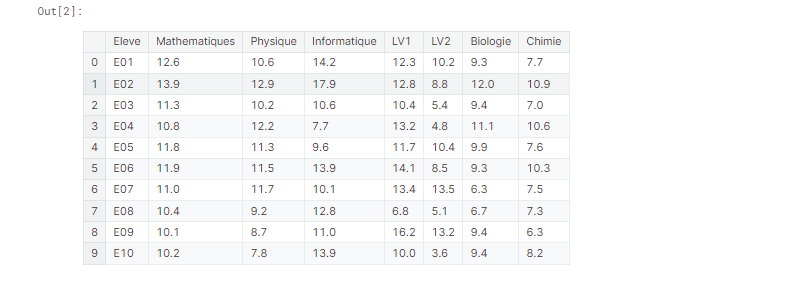 Out[2]:
Eleve Mathematiques Physique Informatique LV1 LV2 Biologie Chimie
0 E01 12.6 10.6 14.2 12.3 10.2 9.3 7.7
1 E02 13.9 12.9 17.9 12.8 8.8 12.0 10.9
2 E03 11.3 10.2 10.6 10.4 5.4 9.4 7.0
3 E04 10.8 12.2 7.7 13.2 4.8 11.1 10.6
4 E05 11.8 11.3 9.6 11.7 10.4 9.9 7.6
5 E06 11.9 11.5 13.9 14.1 8.5 9.3 10.3
6 E07 11.0 11.7 10.1 13.4 13.5 6.3 7.5
7 E08 10.4 9.2 12.8 6.8 5.1 6.7 7.3
8 E09 10.1 8.7 11.0 16.2 13.2 9.4 6.3
9 E10 10.2 7.8 13.9 10.0 3.6 9.4 8.2